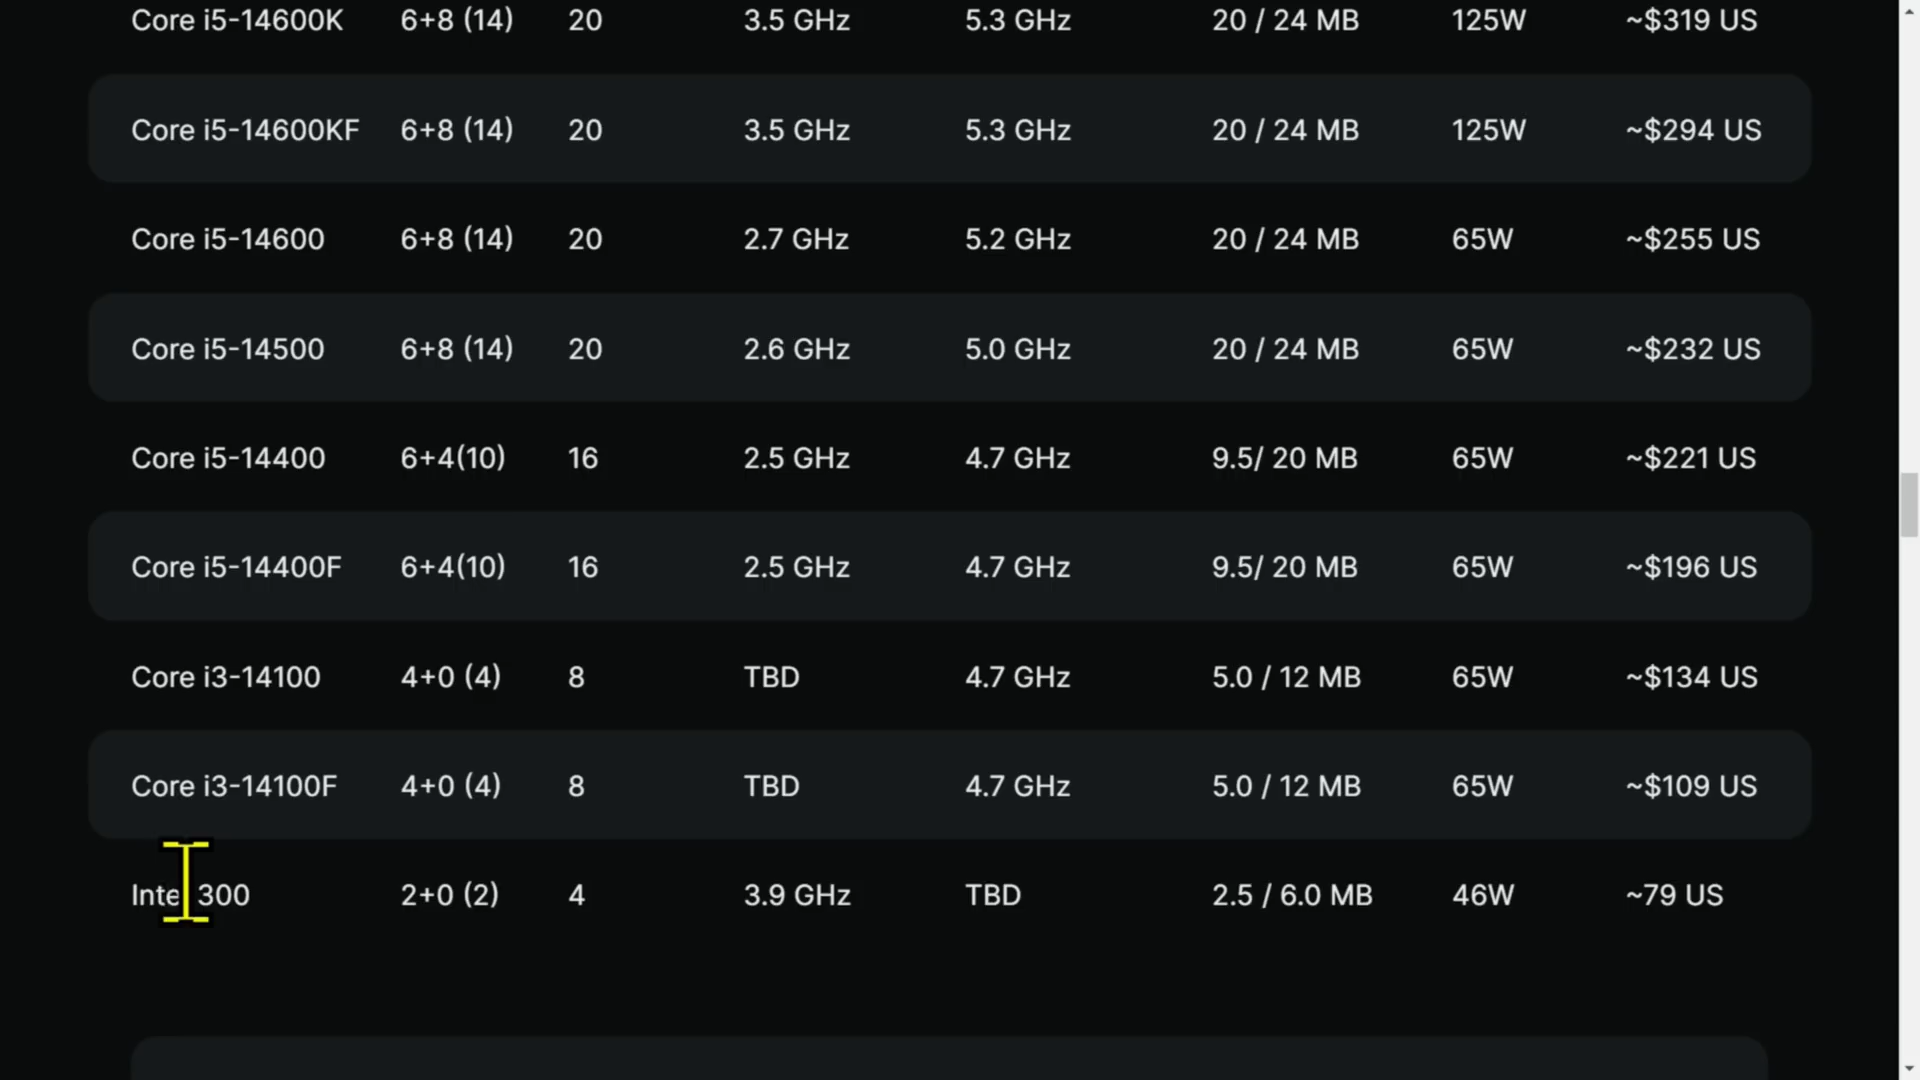 Core i5-14600K 6+8 (14) 20 3.5 GHz 5.3 GHz 20 / 24 MB 125W ~$319 US
Core i5-14600KF 6+8 (14) 20 3.5 GHz 5.3 GHz 20 / 24 MB 125W ~$294 US
Core i5-14600 6+8 (14) 20 2.7 GHz 5.2 GHz 20 / 24 MB 65W ~$255 US
Core i5-14500 6+8 (14) 20 2.6 GHz 5.0 GHz 20 / 24 MB 65W ~$232 US
Core i5-14400 6+4(10) 16 2.5 GHz 4.7 GHz 9.5/ 20 MB 65W ~$221 US
Core i5-14400F 6+4(10) 16 2.5 GHz 4.7 GHz 9.5/ 20 MB 65W ~$196 US
Core i3-14100 4+0 (4) 8 TBD 4.7 GHz 5.0 / 12 MB 65W ~$134 US
Core i3-14100F 4+0 (4) 8 TBD 4.7 GHz 5.0 / 12 MB 65W ~$109 US
Intel 300 2+0 (2) 4 3.9 GHz TBD 2.5 / 6.0 MB 46W ~79 US